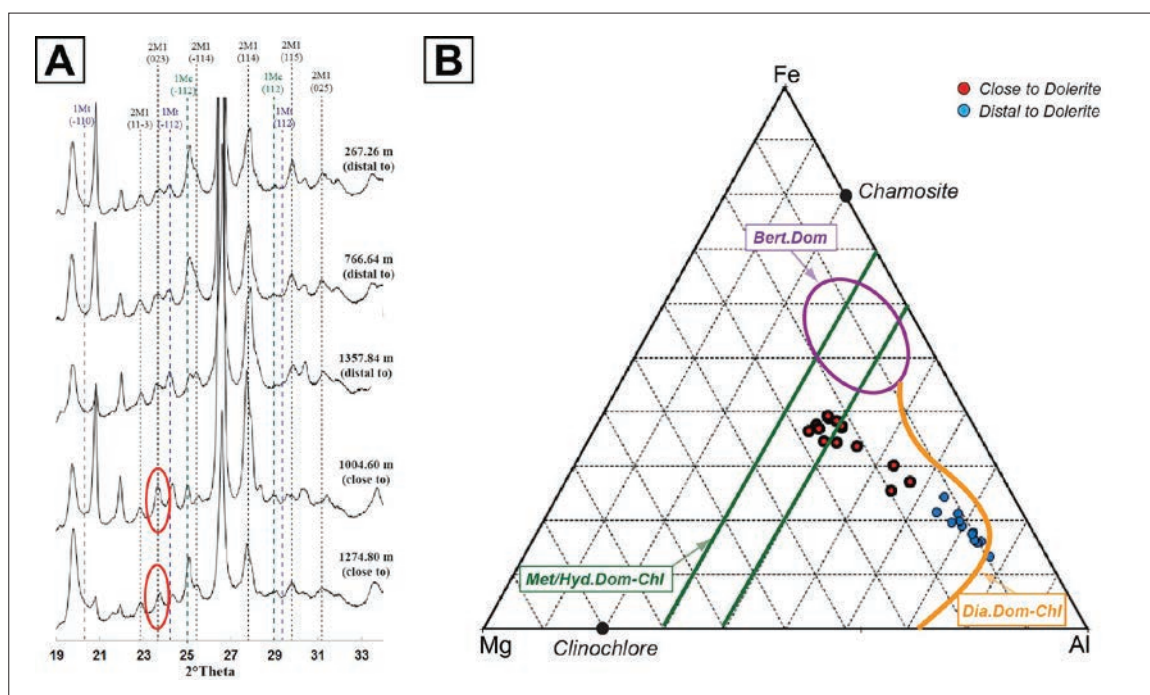 A
2M1
(023)
2M1
(-114)
2M1
(114)
2M1
(115)
1Mc
(-112)
1Mc
(112)
2M1
(025)
1Mt
(-110)
2M1
(11-3)
1Mt
(-112)
1Mt
(112)
267.26 m
(distal to)
766.64 m
(distal to)
1357.84 m
(distal to)
1004.60 m
(close to)
1274.80 m
(close to)
19 21 23 25 27 29 31 33
2°Theta
B
Fe
Close to Dolerite
Distal to Dolerite
Chamosite
Bert.Dom
Met/Hyd.Dom-Chl
Dia.Dom-Chl
Mg
Clinochlore
Al